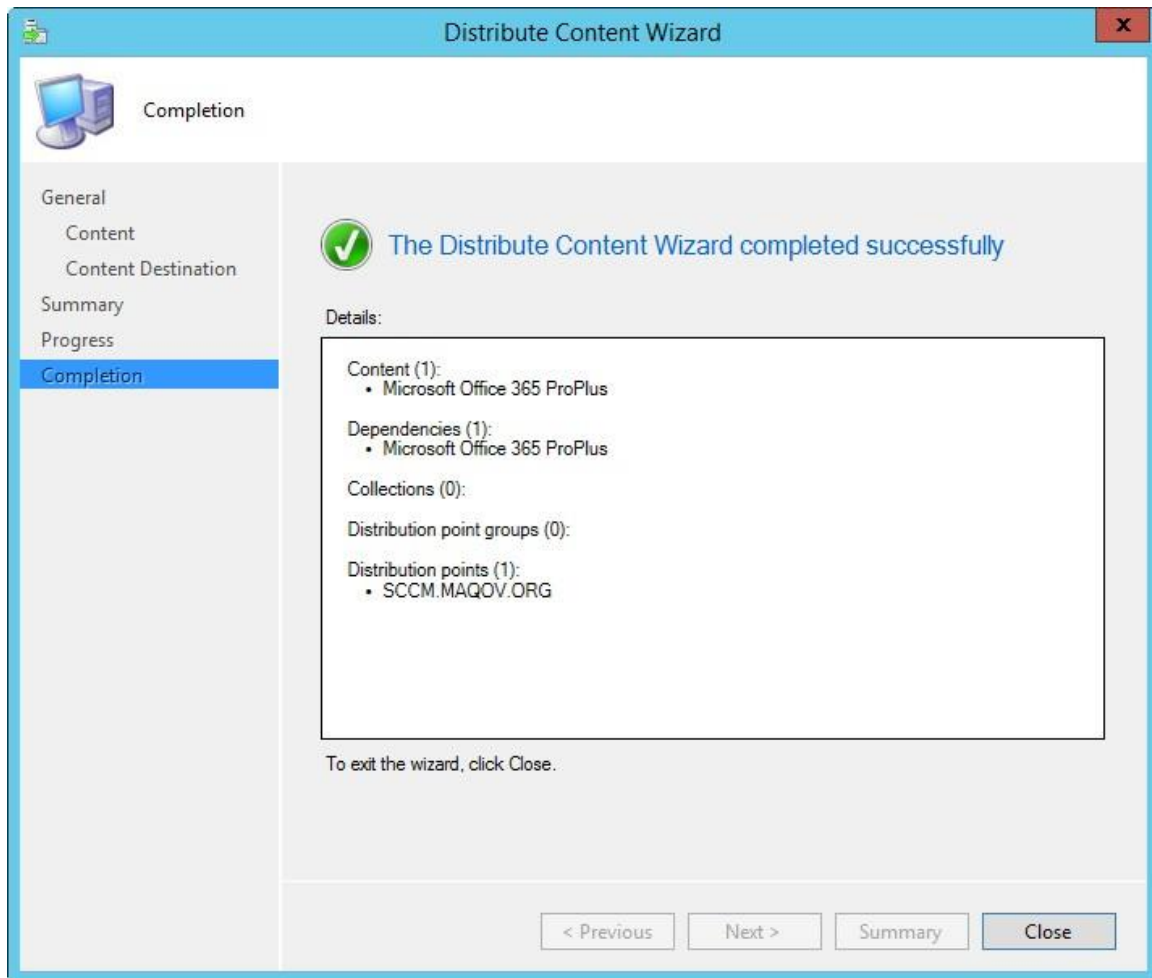 Distribute Content Wizard
x
Completion
General
Content
Content Destination
Summary
Progress
Completion
The Distribute Content Wizard completed successfully
Details:
Content (1):
• Microsoft Office 365 ProPlus
Dependencies (1):
• Microsoft Office 365 ProPlus
Collections (0):
Distribution point groups (0):
Distribution points (1):
• SCCM.MAQOV.ORG
To exit the wizard, click Close.
< Previous
Next >
Summary
Close